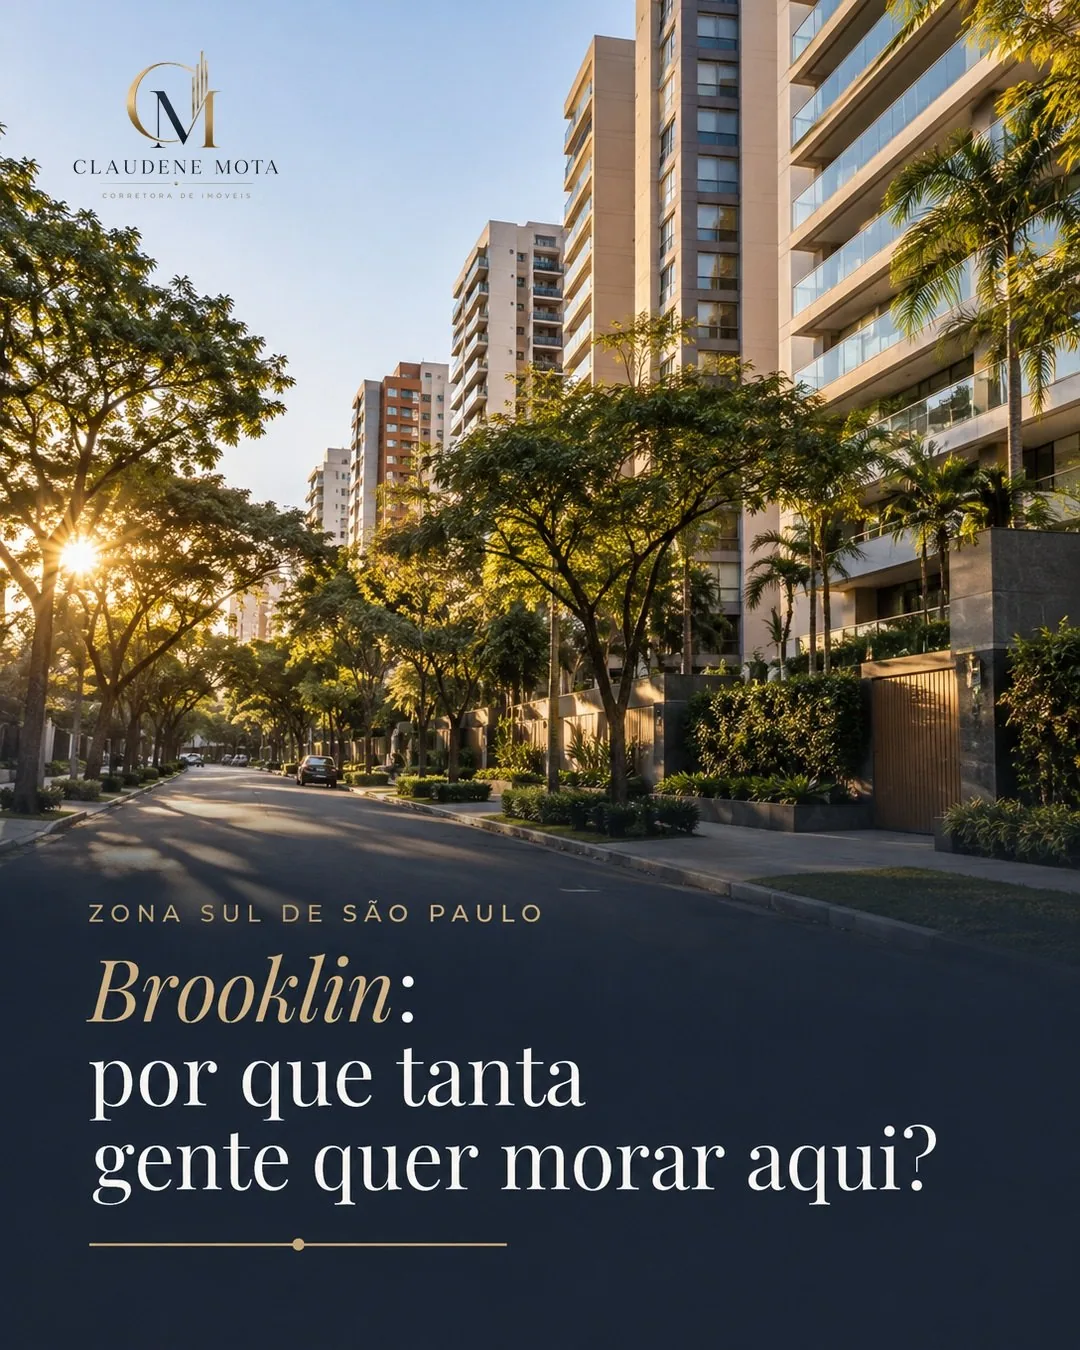 CM
CLAUDENE MOTA
CORRETORA DE IMÓVEIS
ZONA SUL DE SÃO PAULO
Brooklin:
por que tanta
gente quer morar aqui?